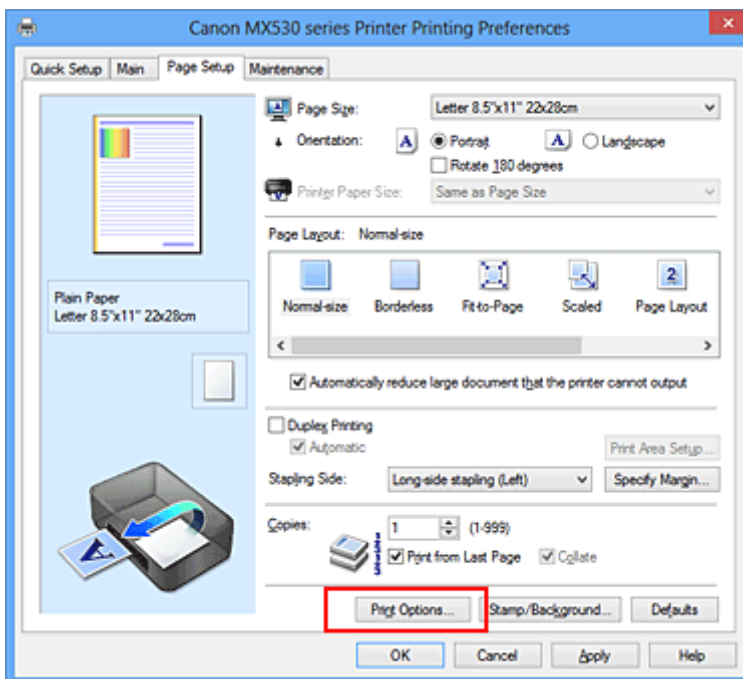 Canon MX530 series Printer Printing Preferences
Quick Setup Main Page Setup Maintenance
Page Size: Letter 8.5"x11" 22x28cm
Orientation: A Portrait A Landscape
Rotate 180 degrees
Printer Paper Size: Same as Page Size
Page Layout: Normal-size
Normal-size Borderless Fit-to-Page Scaled Page Layout
Plain Paper
Letter 8.5"x11" 22x28cm
Automatically reduce large document that the printer cannot output
Duplex Printing
Automatic Print Area Setup...
Stapling Side: Long-side stapling (Left) Specify Margin...
Copies: 1 (1-999)
Print from Last Page Collate
Print Options... Stamp/Background... Defaults
OK Cancel Apply Help